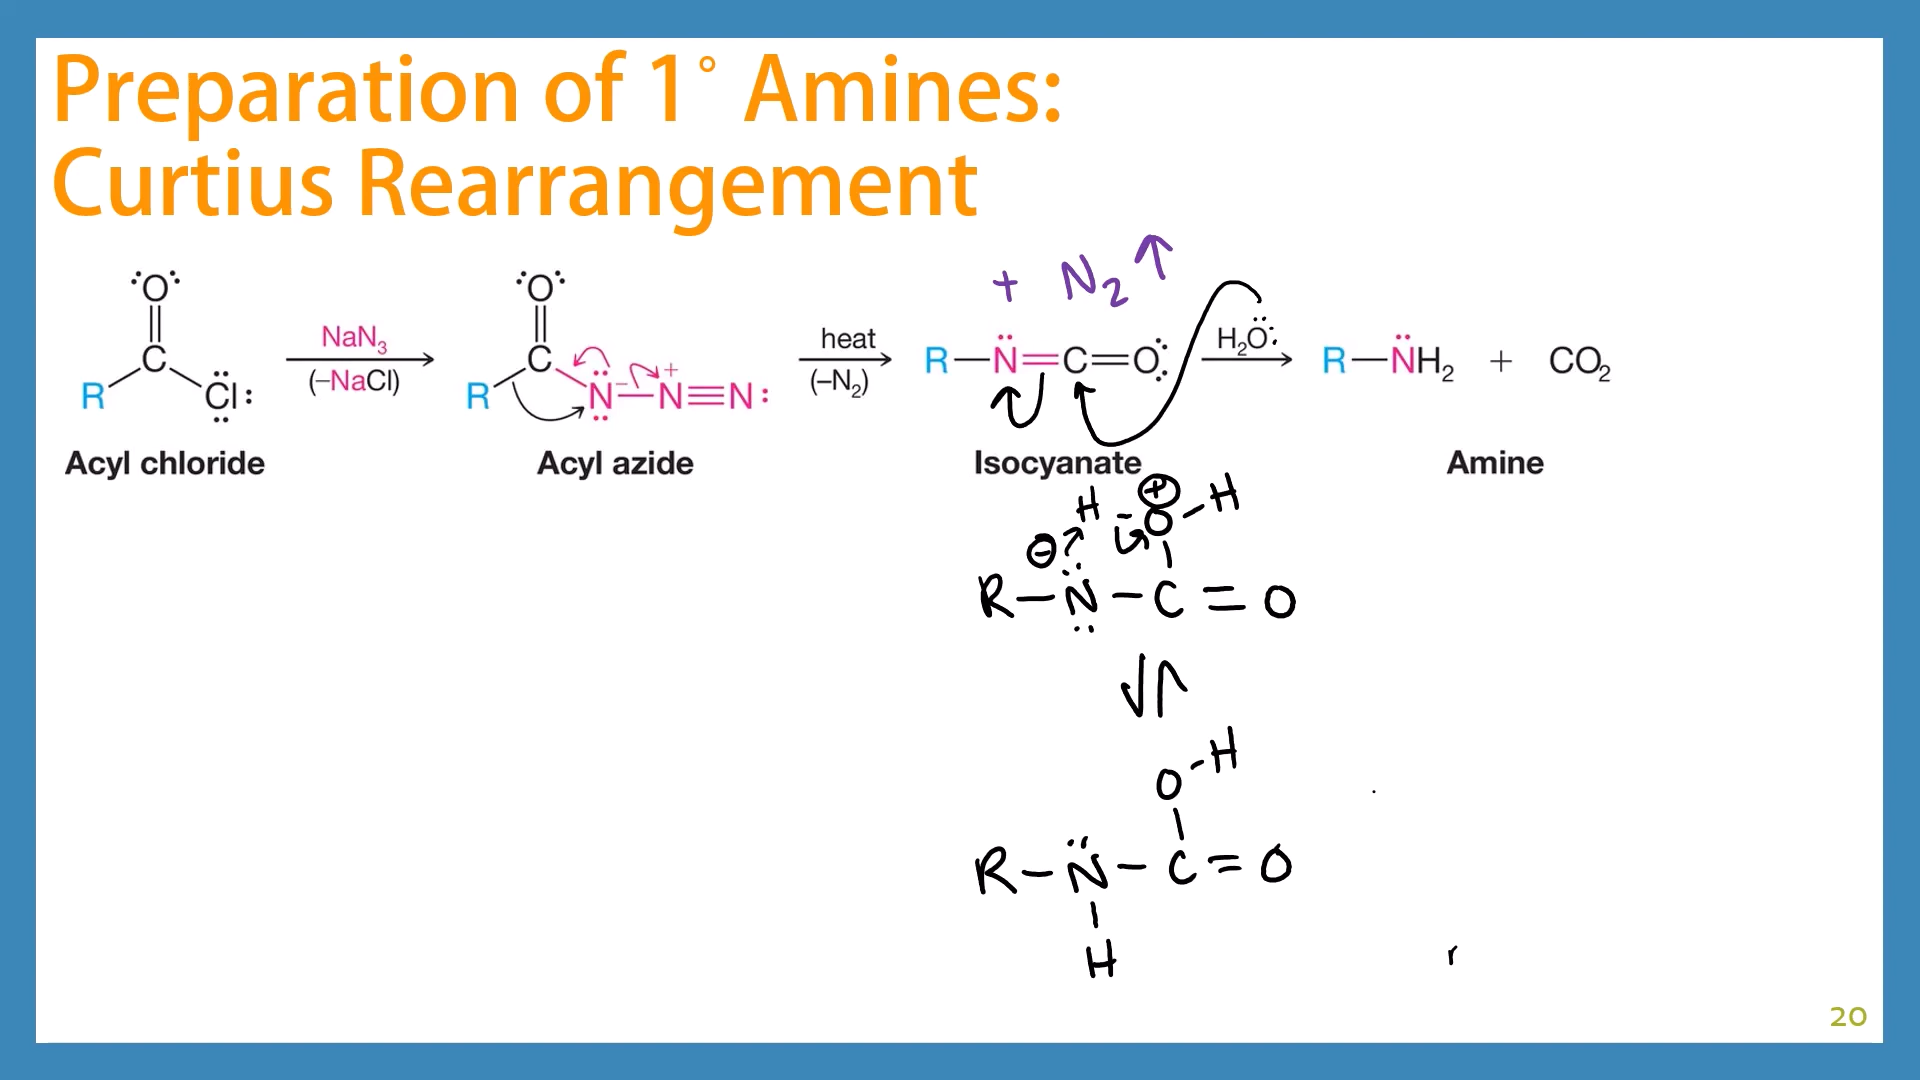 Preparation of 1° Amines:
Curtius Rearrangement
+ N₂ ↑
:O: :O:
NaN₃ heat H₂O:
C C R—N=C=O R—NH₂ + CO₂
(–NaCl) (–N₂)
R Cl: R N⁻—N⁺≡N:
Acyl chloride Acyl azide Isocyanate Amine
H – O ⊕ – H
⊖
R – N – C = O
O – H
R – N – C = O
H
20